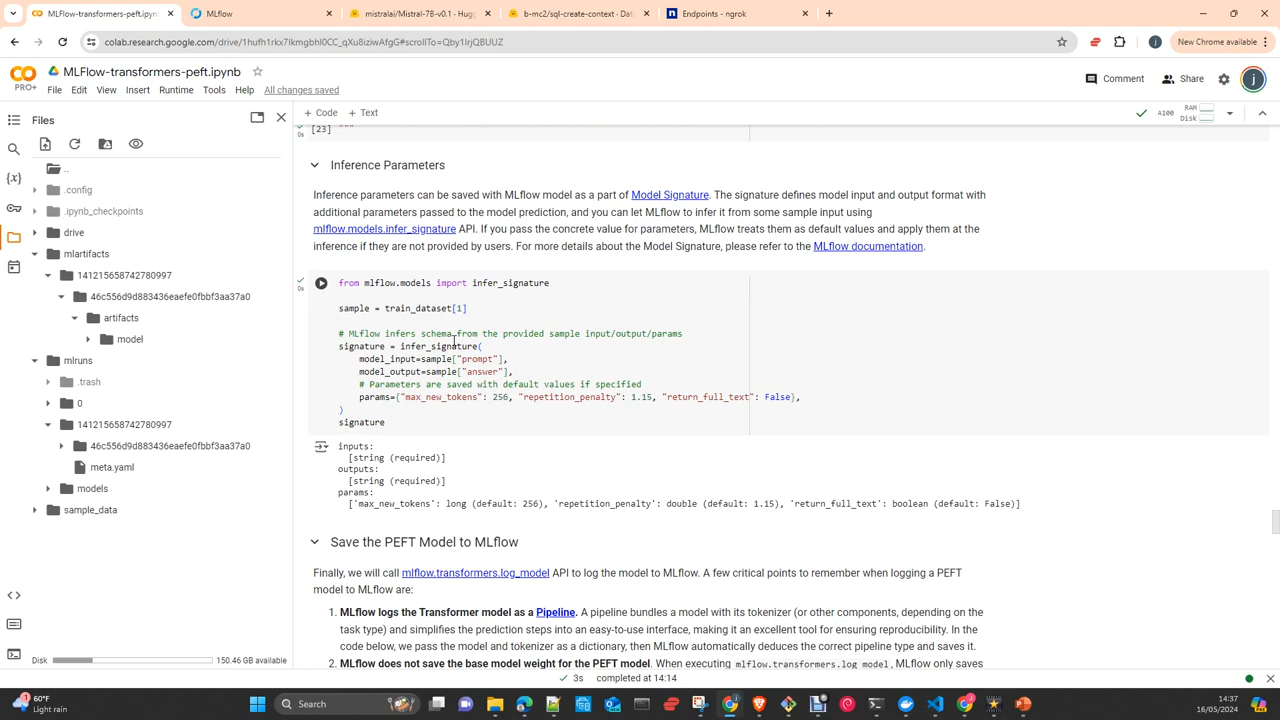 MLFlow-transformers-peft.ipynb
MLflow
mistralai/Mistral-7B-v0.1 - Hugg
b-mc2/sql-create-context - Data
Endpoints - ngrok
colab.research.google.com/drive/1hufh1rkx7lkmgbhl0CC_qXu8iziwAfgG#scrollTo=Qby1IrjQBUUZ
New Chrome available
MLFlow-transformers-peft.ipynb
PRO+
File Edit View Insert Runtime Tools Help All changes saved
Comment
Share
j
Files
+ Code + Text
A100
RAM
Disk
..
.config
.ipynb_checkpoints
drive
mlartifacts
141215658742780997
46c556d9d883436eaefe0fbbf3aa37a0
artifacts
model
mlruns
.trash
0
141215658742780997
46c556d9d883436eaefe0fbbf3aa37a0
meta.yaml
models
sample_data
Disk
150.46 GB available
[23] """
0s
Inference Parameters
Inference parameters can be saved with MLflow model as a part of Model Signature. The signature defines model input and output format with
additional parameters passed to the model prediction, and you can let MLflow to infer it from some sample input using
mlflow.models.infer_signature API. If you pass the concrete value for parameters, MLflow treats them as default values and apply them at the
inference if they are not provided by users. For more details about the Model Signature, please refer to the MLflow documentation.
0s
from mlflow.models import infer_signature
sample = train_dataset[1]
# MLflow infers schema from the provided sample input/output/params
signature = infer_signature(
model_input=sample["prompt"],
model_output=sample["answer"],
# Parameters are saved with default values if specified
params={"max_new_tokens": 256, "repetition_penalty": 1.15, "return_full_text": False},
)
signature
inputs:
[string (required)]
outputs:
[string (required)]
params:
['max_new_tokens': long (default: 256), 'repetition_penalty': double (default: 1.15), 'return_full_text': boolean (default: False)]
Save the PEFT Model to MLflow
Finally, we will call mlflow.transformers.log_model API to log the model to MLflow. A few critical points to remember when logging a PEFT
model to MLflow are:
1. MLflow logs the Transformer model as a Pipeline. A pipeline bundles a model with its tokenizer (or other components, depending on the
task type) and simplifies the prediction steps into an easy-to-use interface, making it an excellent tool for ensuring reproducibility. In the
code below, we pass the model and tokenizer as a dictionary, then MLflow automatically deduces the correct pipeline type and saves it.
2. MLflow does not save the base model weight for the PEFT model. When executing mlflow.transformers.log_model, MLflow only saves
3s completed at 14:14
60°F
Light rain
Search
14:37
16/05/2024